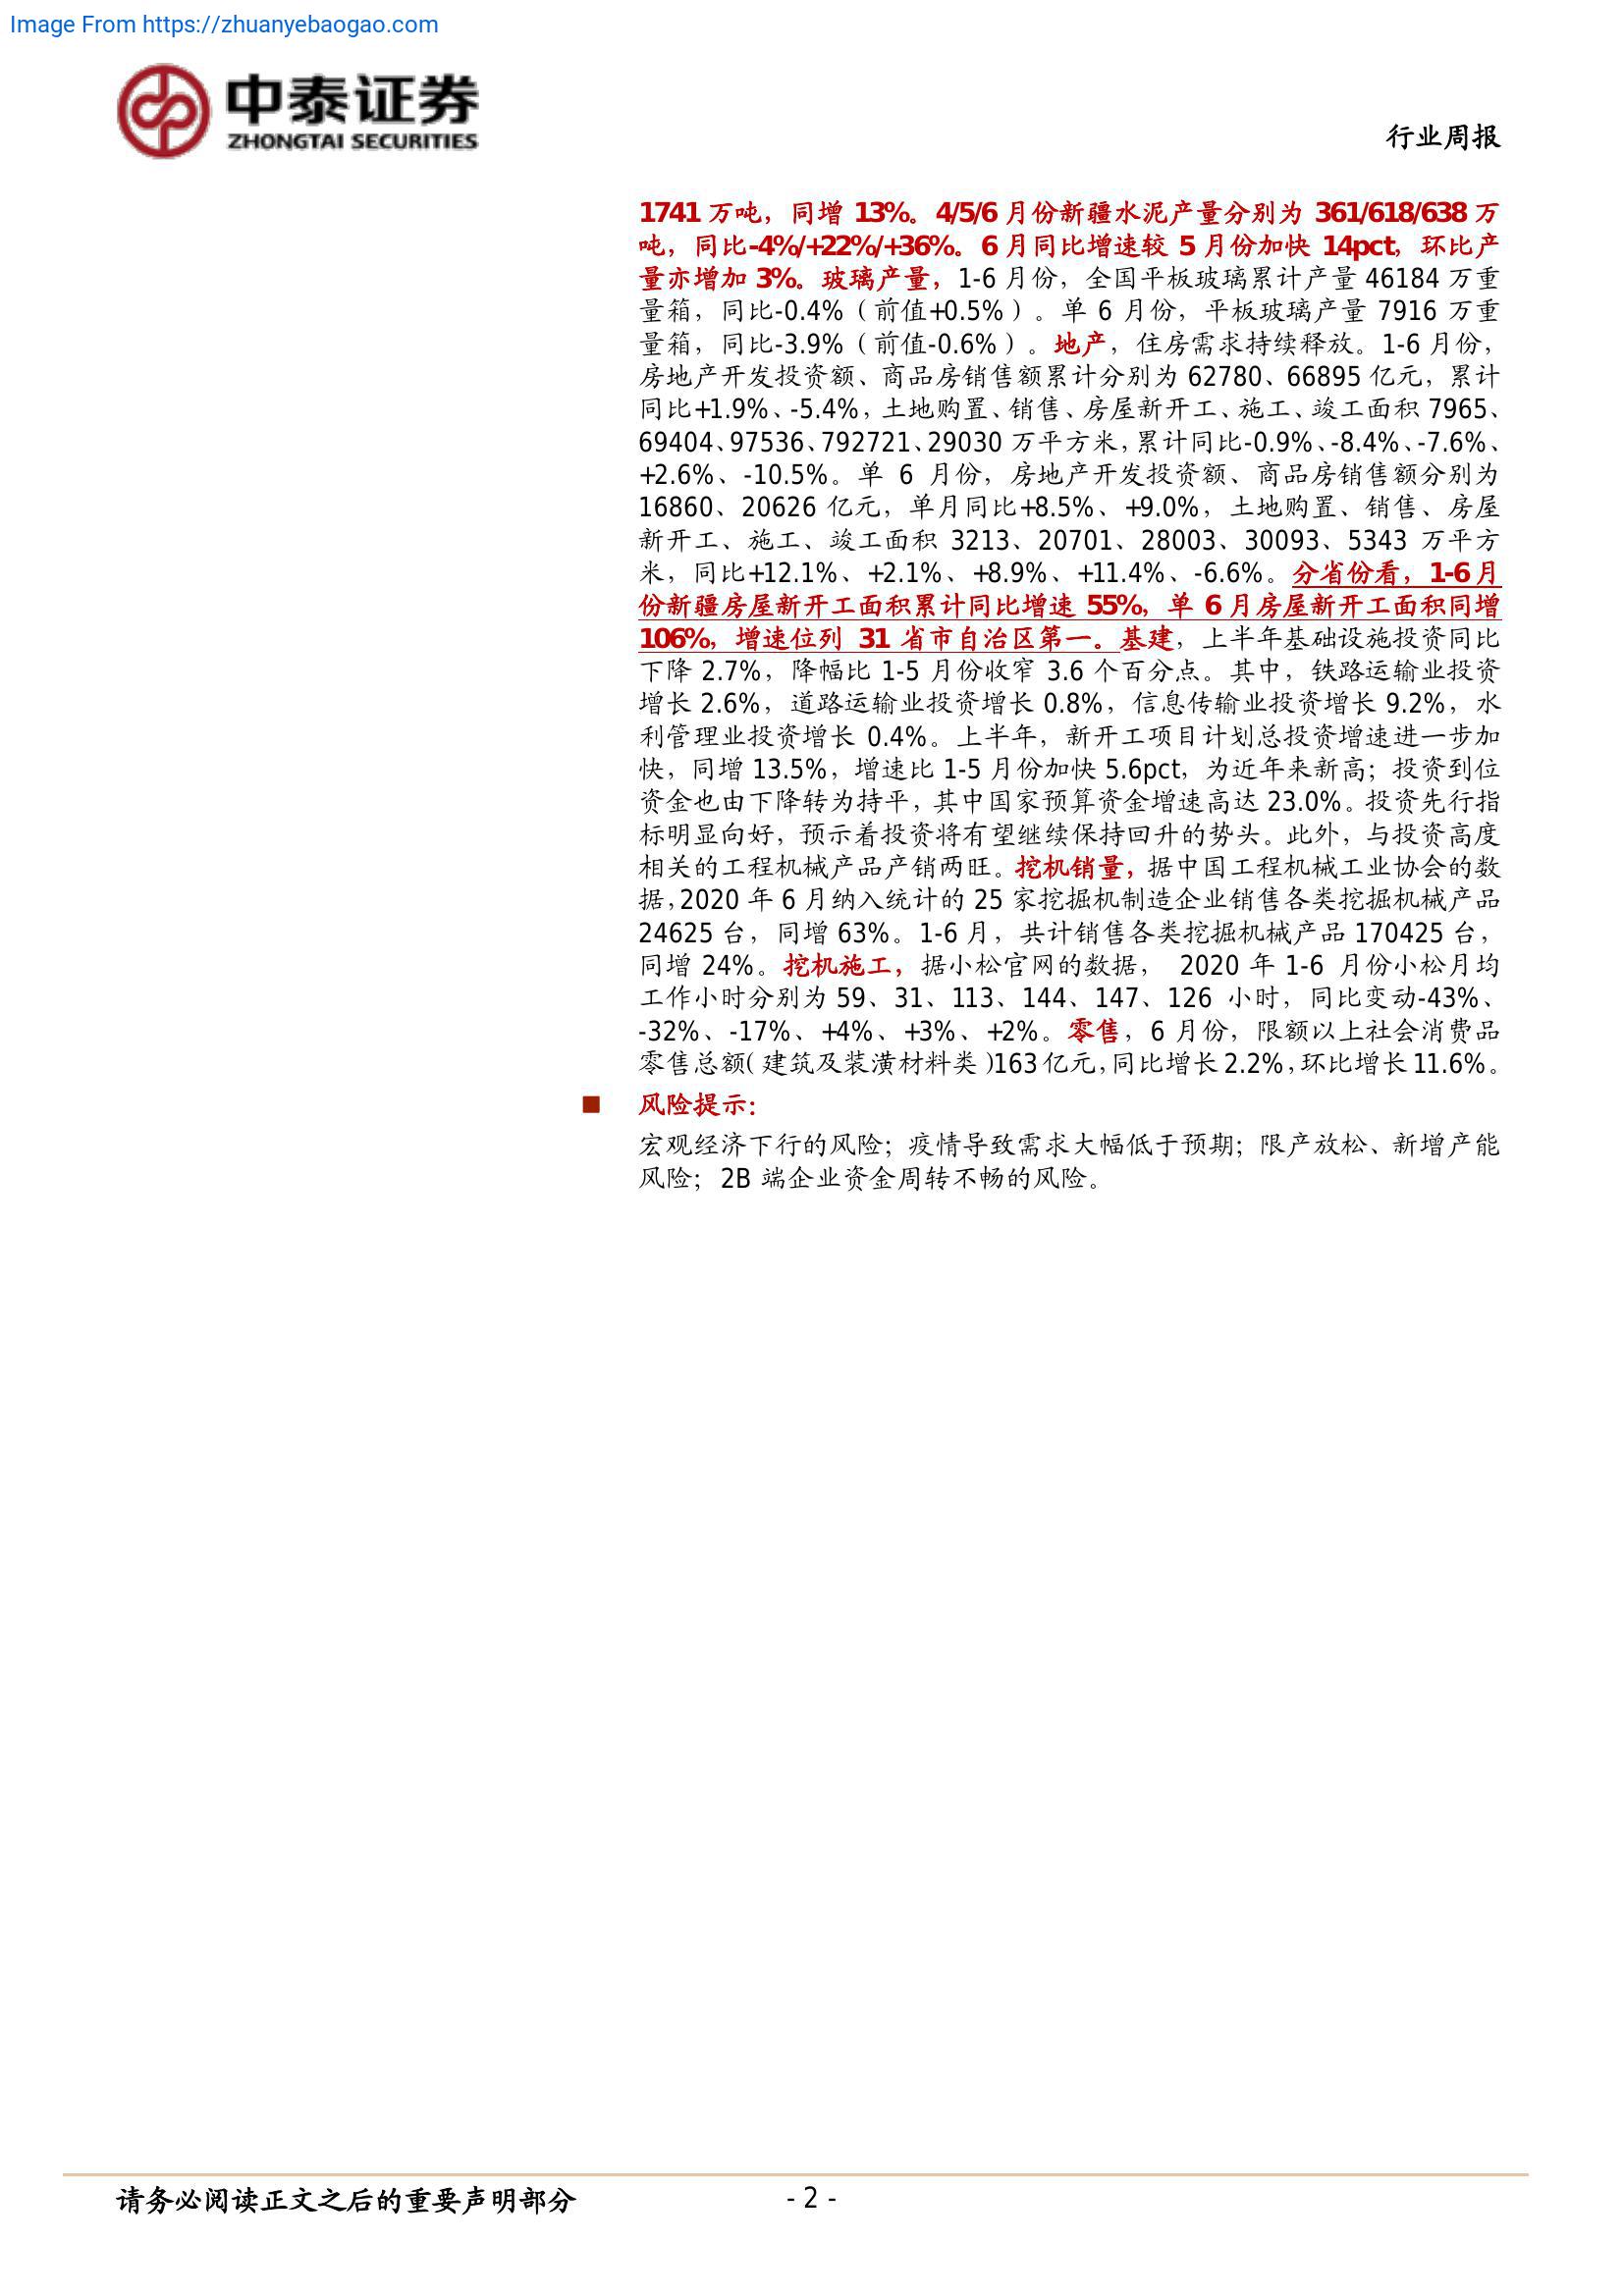 Image From https://zhuanyebaogao.com
中泰证券
ZHONGTAI SECURITIES
行业周报
1741 万吨，同增 13%。4/5/6 月份新疆水泥产量分别为 361/618/638 万
吨，同比-4%/+22%/+36%。6 月同比增速较 5 月份加快 14pct，环比产
量亦增加 3%。玻璃产量，1-6 月份，全国平板玻璃累计产量 46184 万重
量箱，同比-0.4%（前值+0.5%）。单 6 月份，平板玻璃产量 7916 万重
量箱，同比-3.9%（前值-0.6%）。地产，住房需求持续释放。1-6 月份，
房地产开发投资额、商品房销售额累计分别为 62780、66895 亿元，累计
同比+1.9%、-5.4%，土地购置、销售、房屋新开工、施工、竣工面积 7965、
69404、97536、792721、29030 万平方米，累计同比-0.9%、-8.4%、-7.6%、
+2.6%、-10.5%。单 6 月份，房地产开发投资额、商品房销售额分别为
16860、20626 亿元，单月同比+8.5%、+9.0%，土地购置、销售、房屋
新开工、施工、竣工面积 3213、20701、28003、30093、5343 万平方
米，同比+12.1%、+2.1%、+8.9%、+11.4%、-6.6%。分省份看，1-6 月
份新疆房屋新开工面积累计同比增速 55%，单 6 月房屋新开工面积同增
106%，增速位列 31 省市自治区第一。基建，上半年基础设施投资同比
下降 2.7%，降幅比 1-5 月份收窄 3.6 个百分点。其中，铁路运输业投资
增长 2.6%，道路运输业投资增长 0.8%，信息传输业投资增长 9.2%，水
利管理业投资增长 0.4%。上半年，新开工项目计划总投资增速进一步加
快，同增 13.5%，增速比 1-5 月份加快 5.6pct，为近年来新高；投资到位
资金也由下降转为持平，其中国家预算资金增速高达 23.0%。投资先行指
标明显向好，预示着投资将有望继续保持回升的势头。此外，与投资高度
相关的工程机械产品产销两旺。挖机销量，据中国工程机械工业协会的数
据，2020 年 6 月纳入统计的 25 家挖掘机制造企业销售各类挖掘机械产品
24625 台，同增 63%。1-6 月，共计销售各类挖掘机械产品 170425 台，
同增 24%。挖机施工，据小松官网的数据， 2020 年 1-6 月份小松月均
工作小时分别为 59、31、113、144、147、126 小时，同比变动-43%、
-32%、-17%、+4%、+3%、+2%。零售，6 月份，限额以上社会消费品
零售总额（建筑及装潢材料类）163 亿元，同比增长 2.2%，环比增长 11.6%。
■ 风险提示：
宏观经济下行的风险；疫情导致需求大幅低于预期；限产放松、新增产能
风险；2B 端企业资金周转不畅的风险。
请务必阅读正文之后的重要声明部分
- 2 -